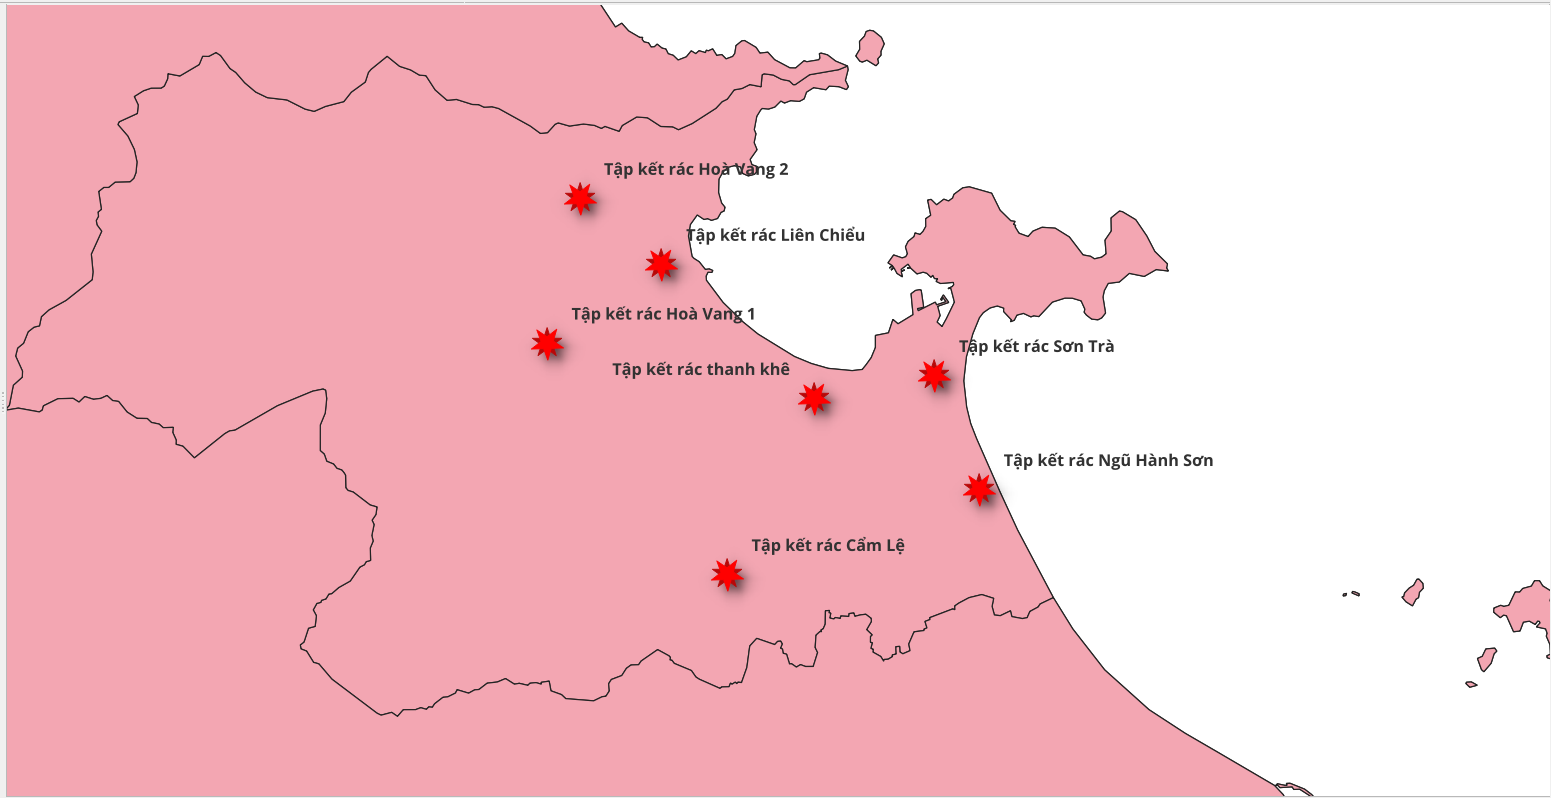 Tập kết rác Hoà Vang 2
Tập kết rác Liên Chiểu
Tập kết rác Hoà Vang 1
Tập kết rác Sơn Trà
Tập kết rác thanh khê
Tập kết rác Ngũ Hành Sơn
Tập kết rác Cẩm Lệ